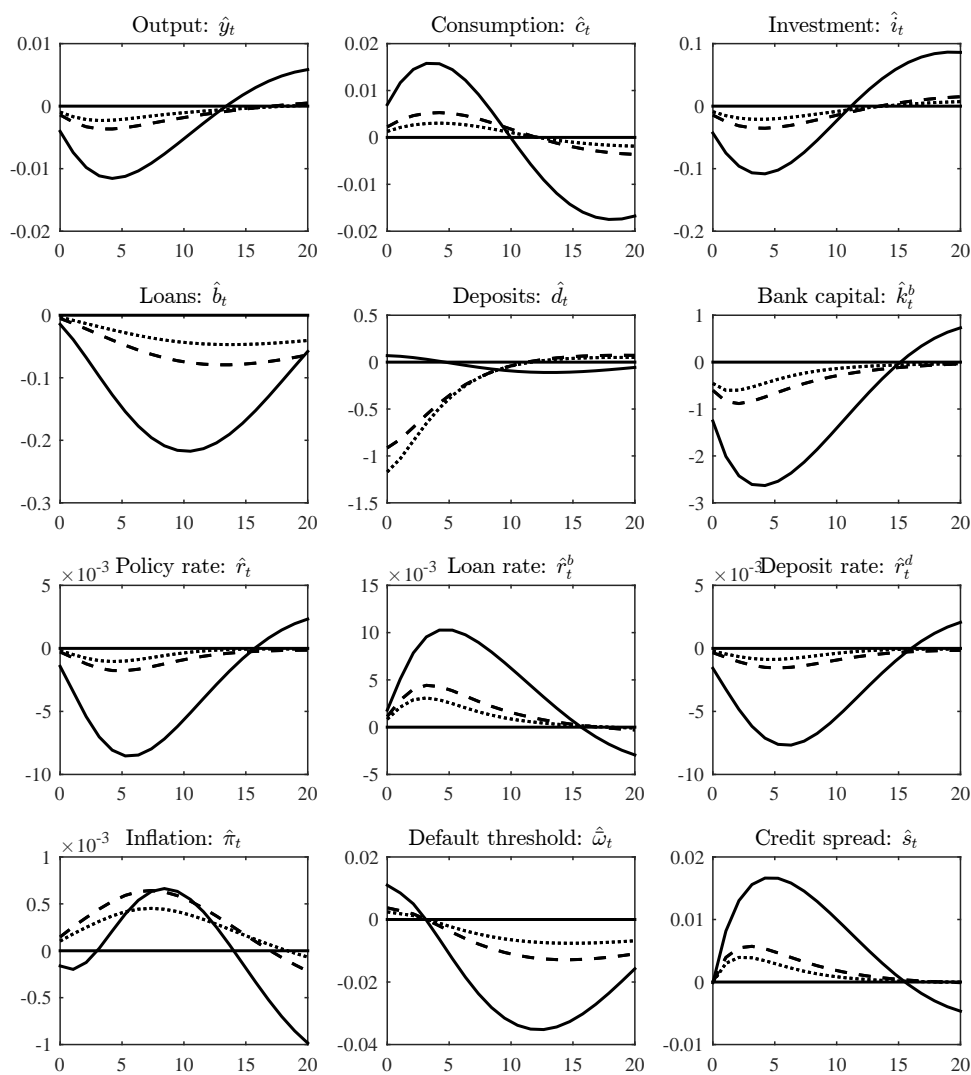 Output: ŷ_t Consumption: ĉ_t Investment: î_t
0.01 0.02 0.1
0 0.01 0
-0.01 0 -0.1
-0.02 -0.01 -0.2
-0.02
0 5 10 15 20 0 5 10 15 20 0 5 10 15 20
Loans: b̂_t Deposits: d̂_t Bank capital: k̂^b_t
0 0.5 1
-0.1 0 0
-0.2 -0.5 -1
-0.3 -1 -2
-1.5 -3
0 5 10 15 20 0 5 10 15 20 0 5 10 15 20
×10⁻³ Policy rate: r̂_t ×10⁻³ Loan rate: r̂^b_t ×10⁻³ Deposit rate: r̂^d_t
5 15 5
0 10 0
-5 5 -5
-10 0 -10
-5
0 5 10 15 20 0 5 10 15 20 0 5 10 15 20
×10⁻³ Inflation: π̂_t Default threshold: ω̄̂_t Credit spread: ŝ_t
1 0.02 0.02
0.5 0 0.01
0 -0.02 0
-0.5 -0.04 -0.01
-1
0 5 10 15 20 0 5 10 15 20 0 5 10 15 20